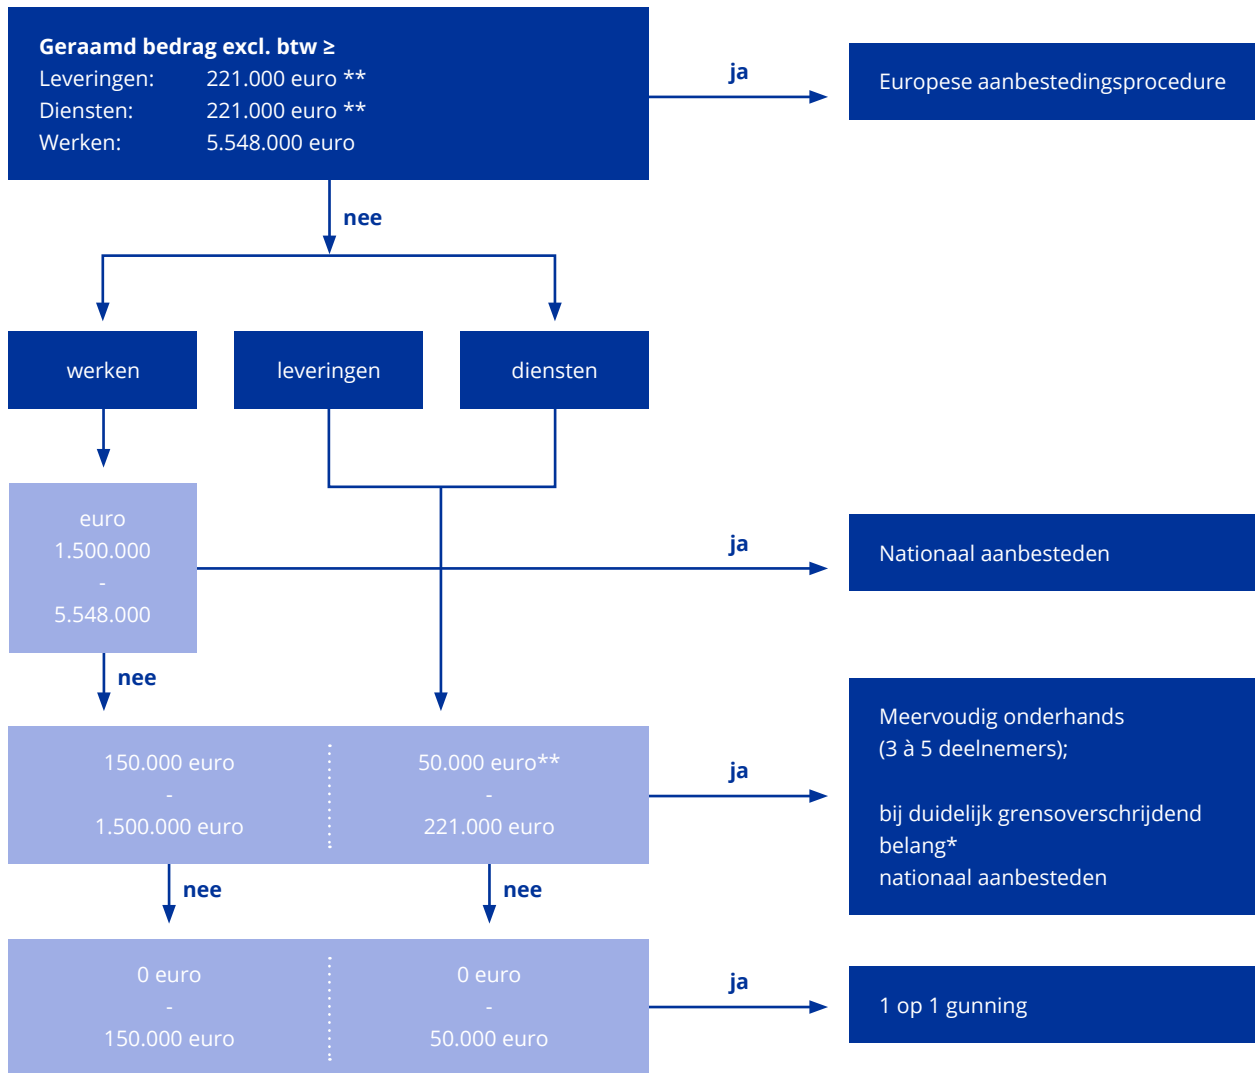 Geraamd bedrag excl. btw ≥
Leveringen: 221.000 euro **
Diensten: 221.000 euro **
Werken: 5.548.000 euro
ja
Europese aanbestedingsprocedure
nee
werken
leveringen
diensten
euro
1.500.000
-
5.548.000
ja
Nationaal aanbesteden
nee
150.000 euro
-
1.500.000 euro
50.000 euro**
-
221.000 euro
ja
Meervoudig onderhands
(3 à 5 deelnemers);
bij duidelijk grensoverschrijdend
belang*
nationaal aanbesteden
nee
nee
0 euro
-
150.000 euro
0 euro
-
50.000 euro
ja
1 op 1 gunning